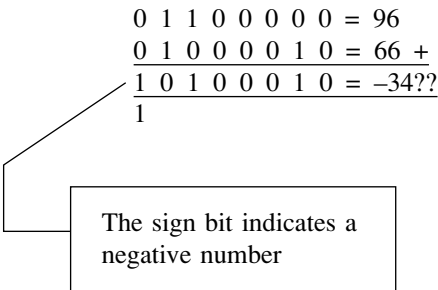 0 1 1 0 0 0 0 0 = 96
0 1 0 0 0 0 1 0 = 66 +
1 0 1 0 0 0 1 0 = –34??
1
The sign bit indicates a
negative number